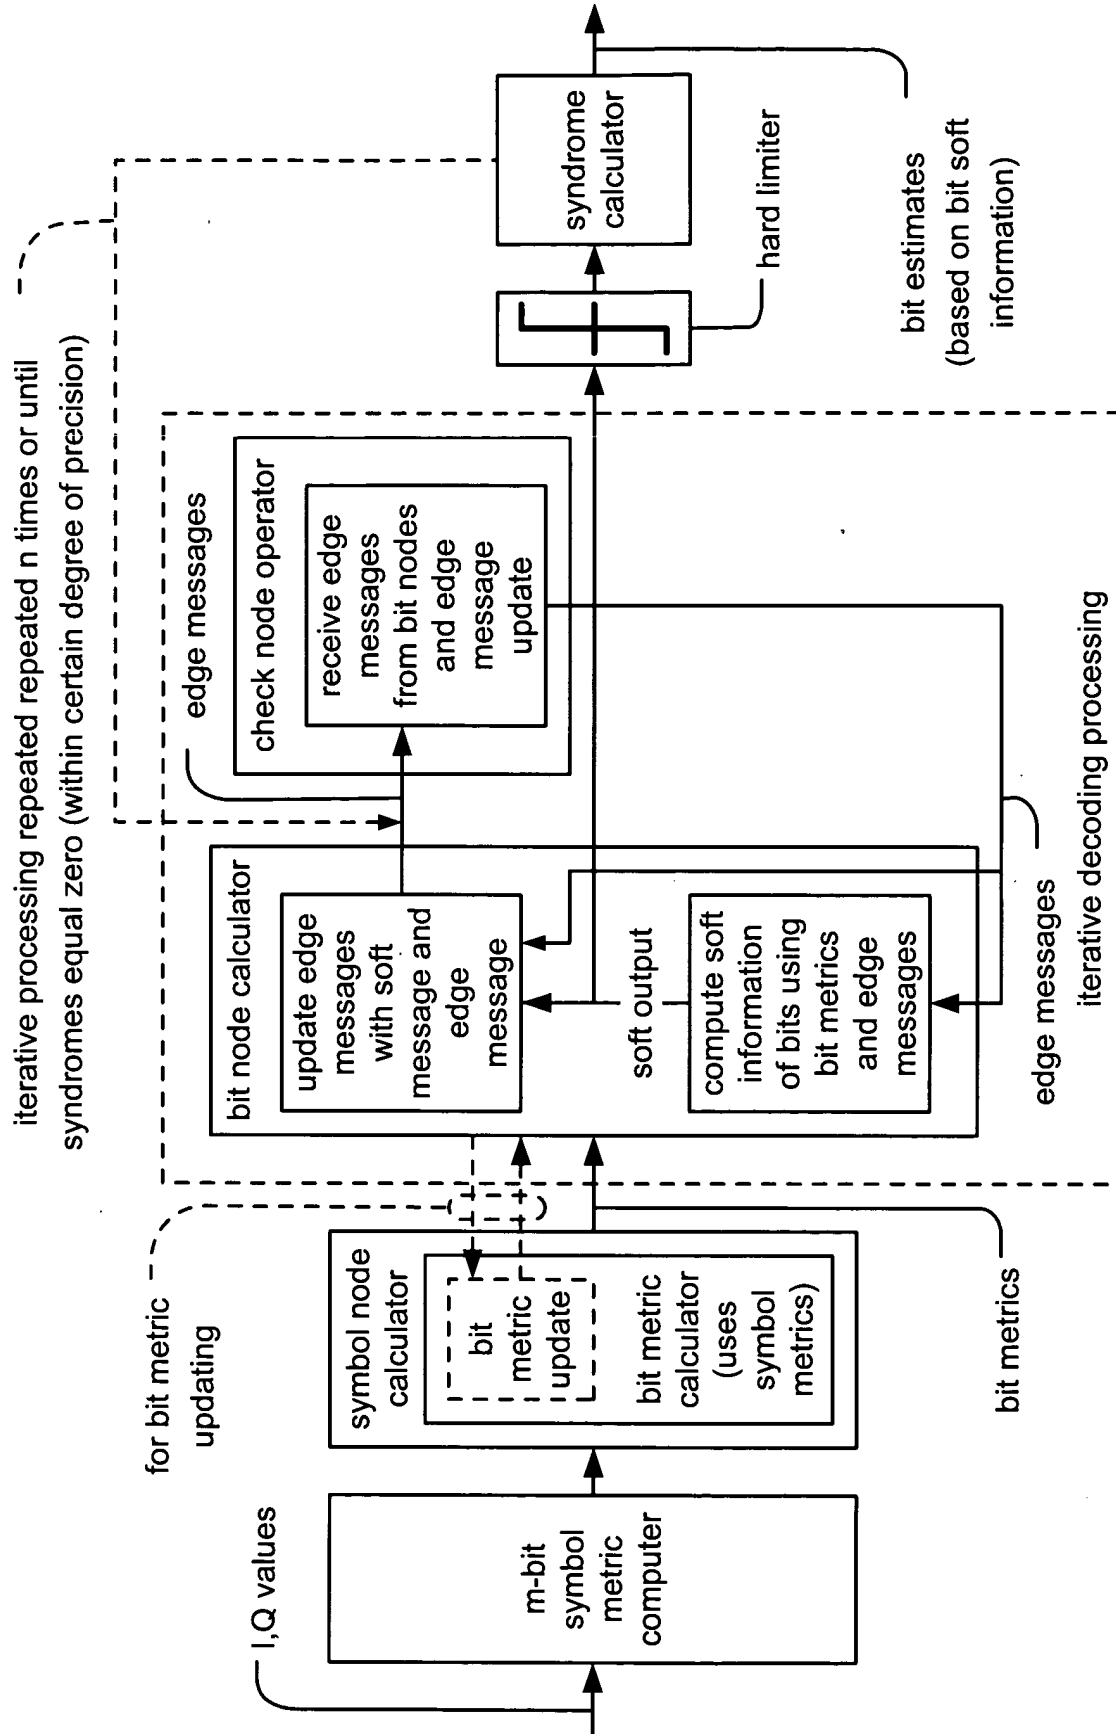 iterative processing repeated repeated n times or until
syndromes equal zero (within certain degree of precision)
for bit metric
updating
I,Q values
m-bit
symbol
metric
computer
symbol node
calculator
bit
metric
update
bit metric
calculator
(uses
symbol
metrics)
bit metrics
bit node calculator
update edge
messages
with soft
message and
edge
message
soft output
compute soft
information
of bits using
bit metrics
and edge
messages
edge messages
check node operator
receive edge
messages
from bit nodes
and edge
message
update
edge messages
iterative decoding processing
hard limiter
syndrome
calculator
bit estimates
(based on bit soft
information)